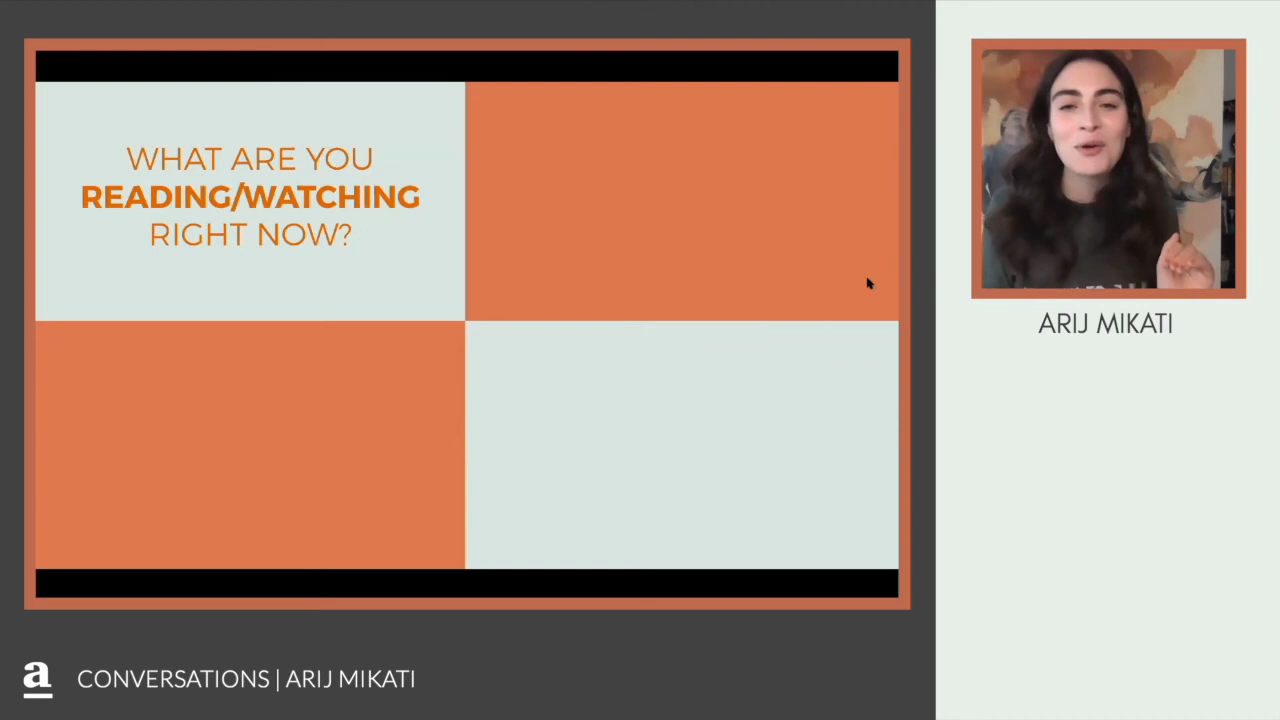 WHAT ARE YOU
READING/WATCHING
RIGHT NOW?
ARIJ MIKATI
a
CONVERSATIONS | ARIJ MIKATI